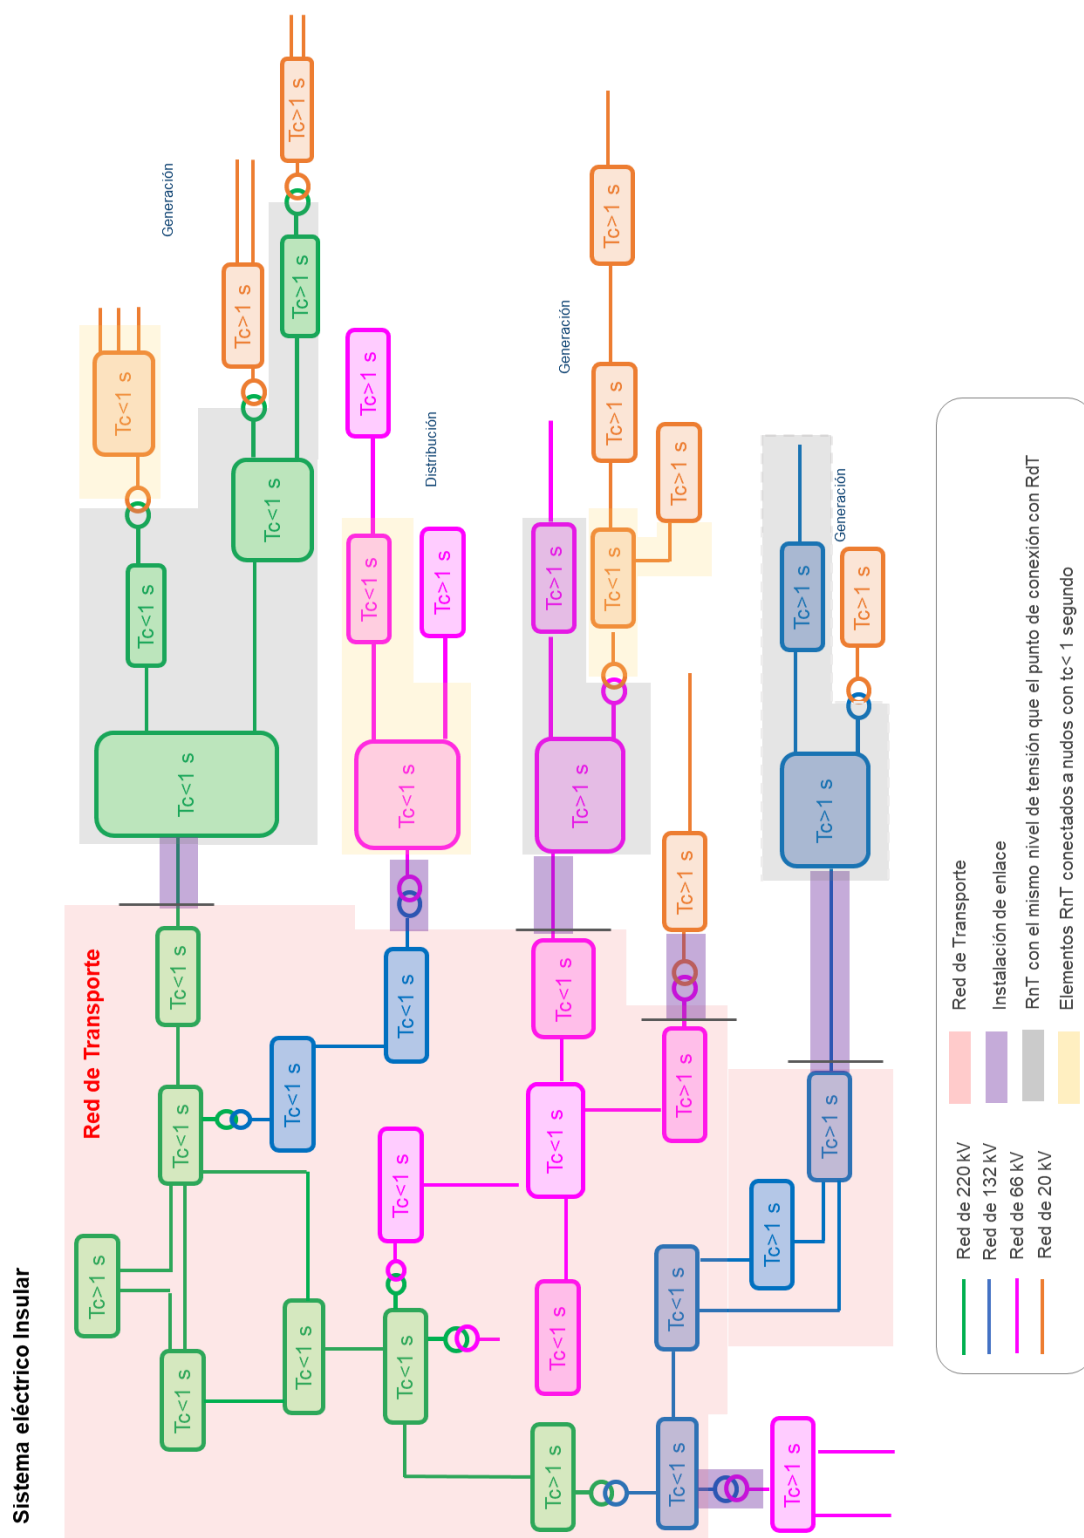 Sistema eléctrico Insular
Red de Transporte
Tc>1 s
Tc<1 s
Tc<1 s
Generación
Tc<1 s
Tc<1 s
Tc<1 s
Tc<1 s
Tc>1 s
Tc<1 s
Tc<1 s
Tc>1 s
Tc>1 s
Tc<1 s
Tc<1 s
Tc>1 s
Tc<1 s
Tc<1 s
Tc<1 s
Tc<1 s
Distribución
Tc>1 s
Tc>1 s
Tc<1 s
Tc<1 s
Tc<1 s
Tc>1 s
Generación
Tc>1 s
Tc<1 s
Tc>1 s
Tc>1 s
Tc<1 s
Tc<1 s
Tc>1 s
Tc>1 s
Tc>1 s
Tc>1 s
Tc>1 s
Tc>1 s
Tc>1 s
Tc>1 s
Generación
Tc>1 s
Red de 220 kV
Red de 132 kV
Red de 66 kV
Red de 20 kV
Red de Transporte
Instalación de enlace
RnT con el mismo nivel de tensión que el punto de conexión con RdT
Elementos RnT conectados a nudos con tc< 1 segundo